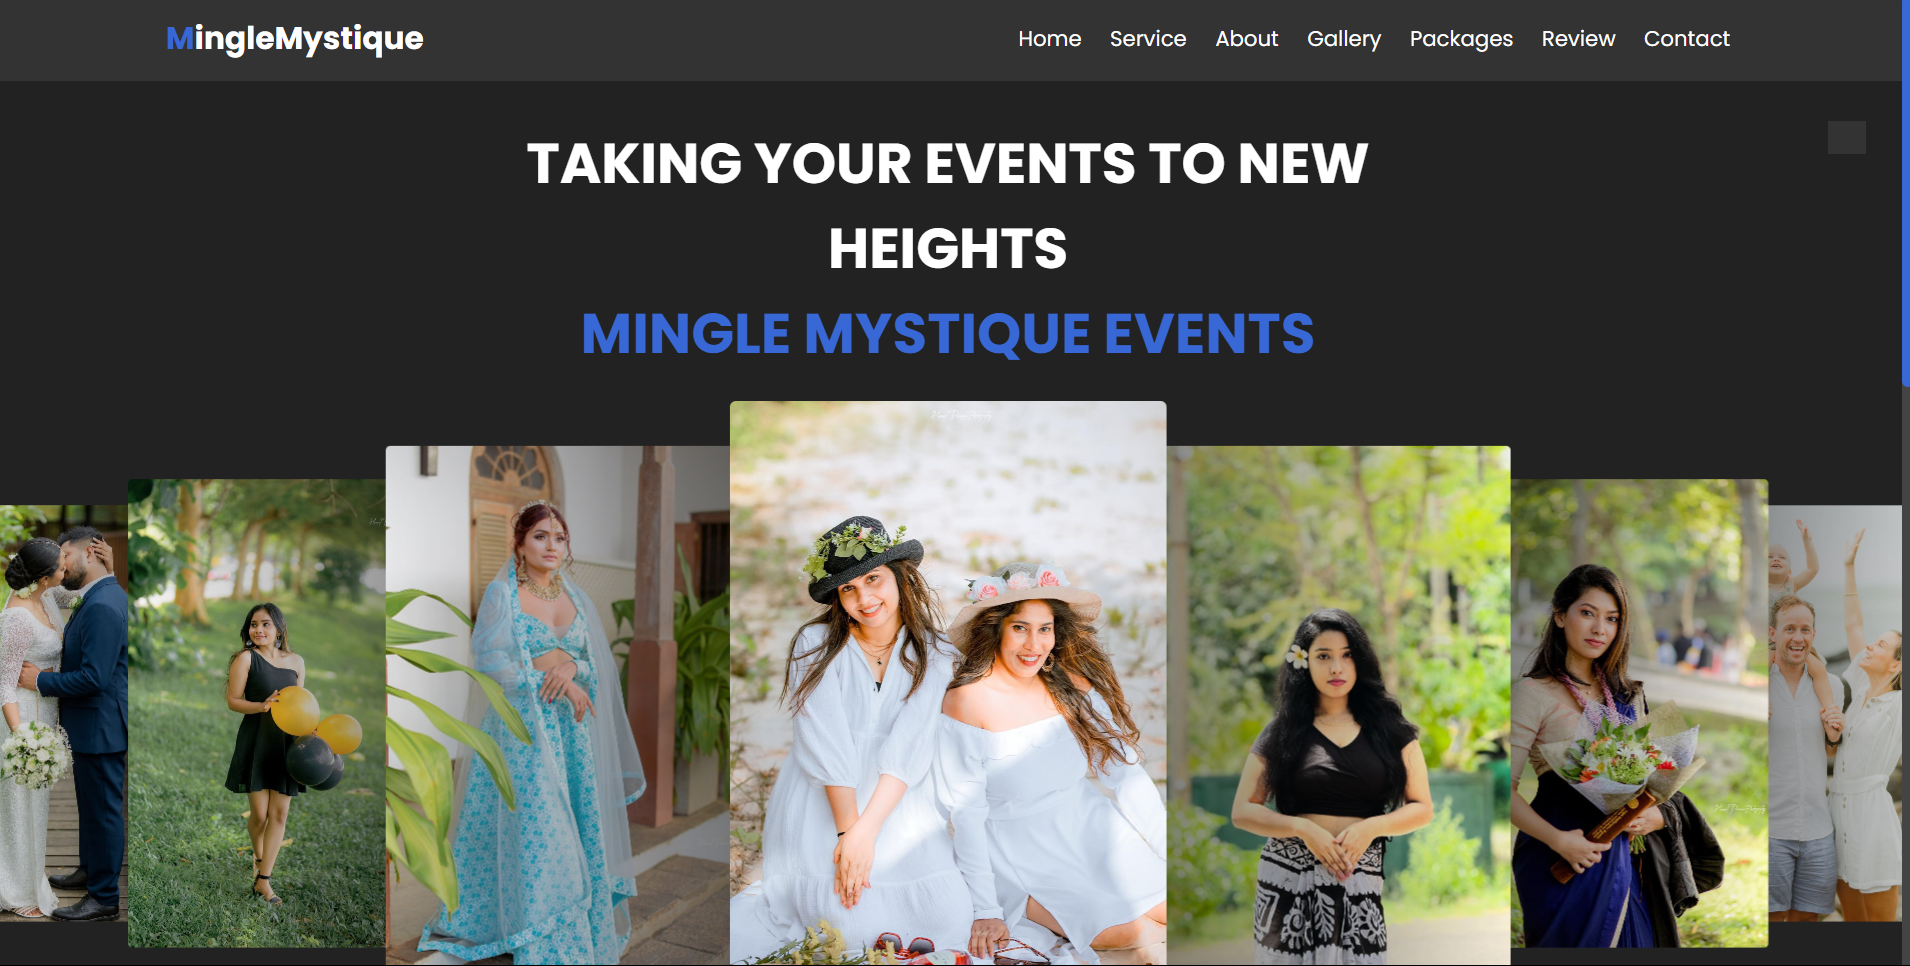 MingleMystique
Home Service About Gallery Packages Review Contact
TAKING YOUR EVENTS TO NEW
HEIGHTS
MINGLE MYSTIQUE EVENTS